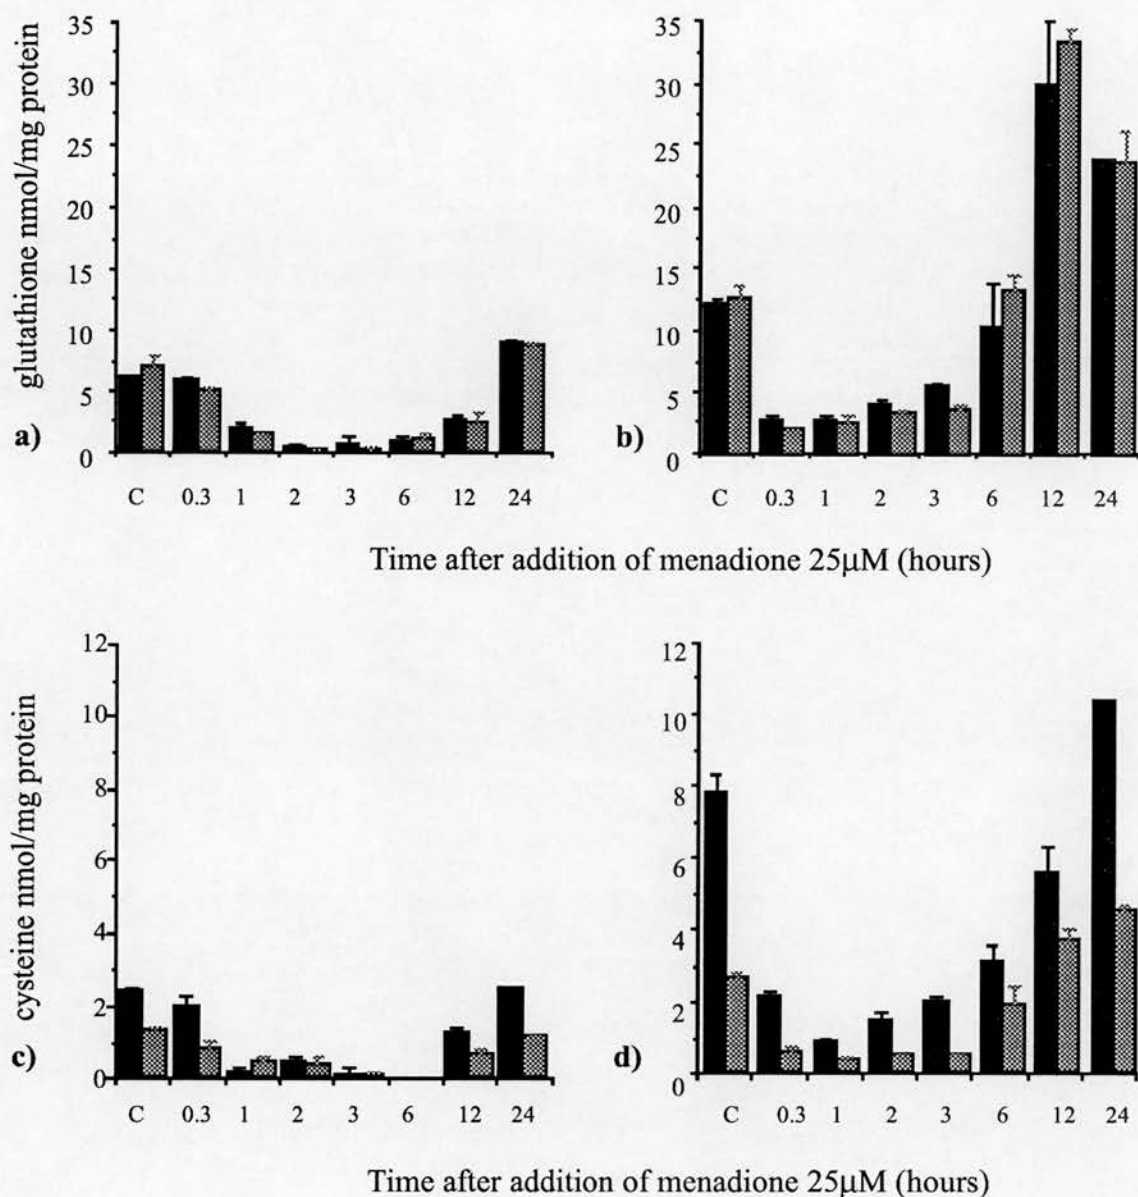 glutathione nmol/mg protein
35
30
25
20
15
10
5
0
a)
C 0.3 1 2 3 6 12 24
35
30
25
20
15
10
5
0
b)
C 0.3 1 2 3 6 12 24
Time after addition of menadione 25µM (hours)
cysteine nmol/mg protein
12
10
8
6
4
2
0
c)
C 0.3 1 2 3 6 12 24
12
10
8
6
4
2
0
d)
C 0.3 1 2 3 6 12 24
Time after addition of menadione 25µM (hours)